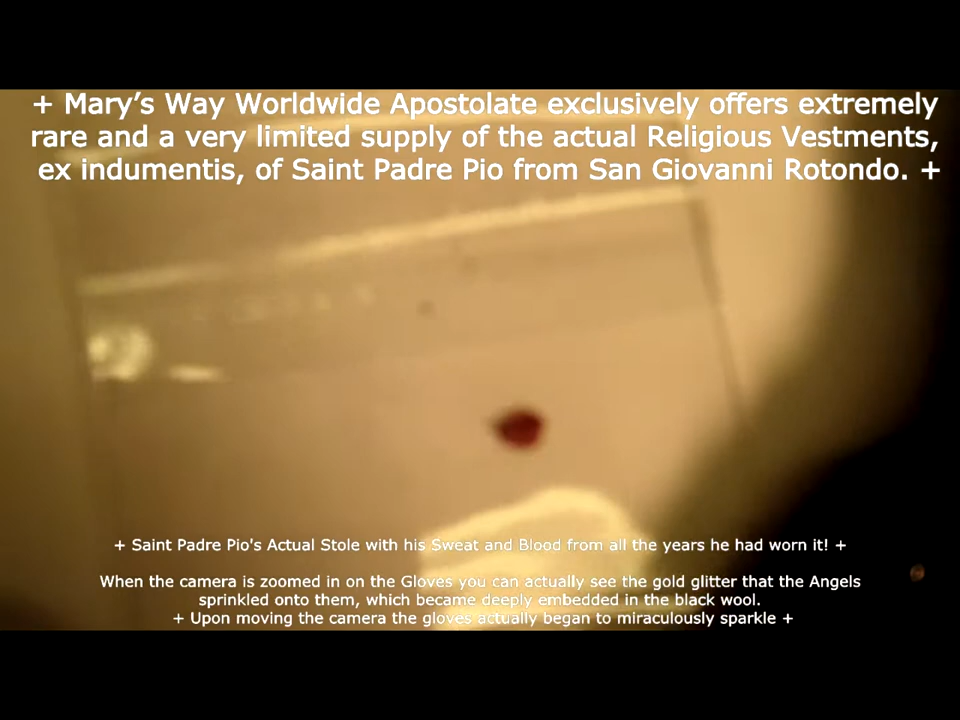 + Mary’s Way Worldwide Apostolate exclusively offers extremely
rare and a very limited supply of the actual Religious Vestments,
ex indumentis, of Saint Padre Pio from San Giovanni Rotondo. +
+ Saint Padre Pio's Actual Stole with his Sweat and Blood from all the years he had worn it! +
When the camera is zoomed in on the Gloves you can actually see the gold glitter that the Angels
sprinkled onto them, which became deeply embedded in the black wool.
+ Upon moving the camera the gloves actually began to miraculously sparkle +